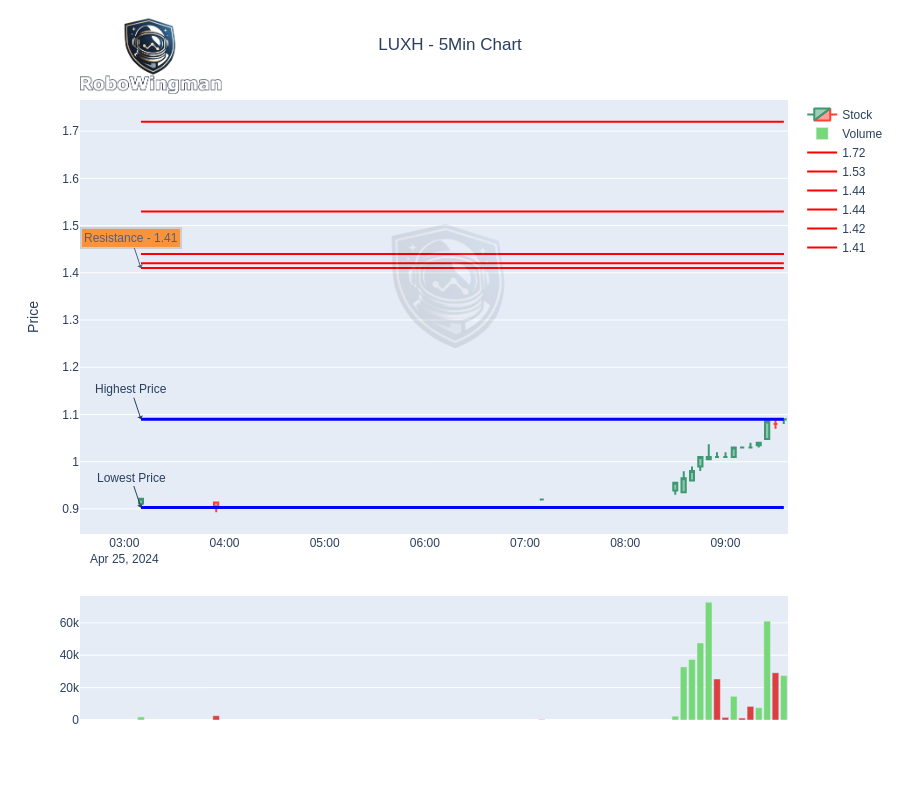 LUXH - 5Min Chart
RoboWingman
Stock
Volume
1.72
1.53
1.44
1.44
1.42
1.41
Price
1.7
1.6
1.5
1.4
1.3
1.2
1.1
1
0.9
Resistance - 1.41
Highest Price
Lowest Price
03:00
04:00
05:00
06:00
07:00
08:00
09:00
Apr 25, 2024
60k
40k
20k
0